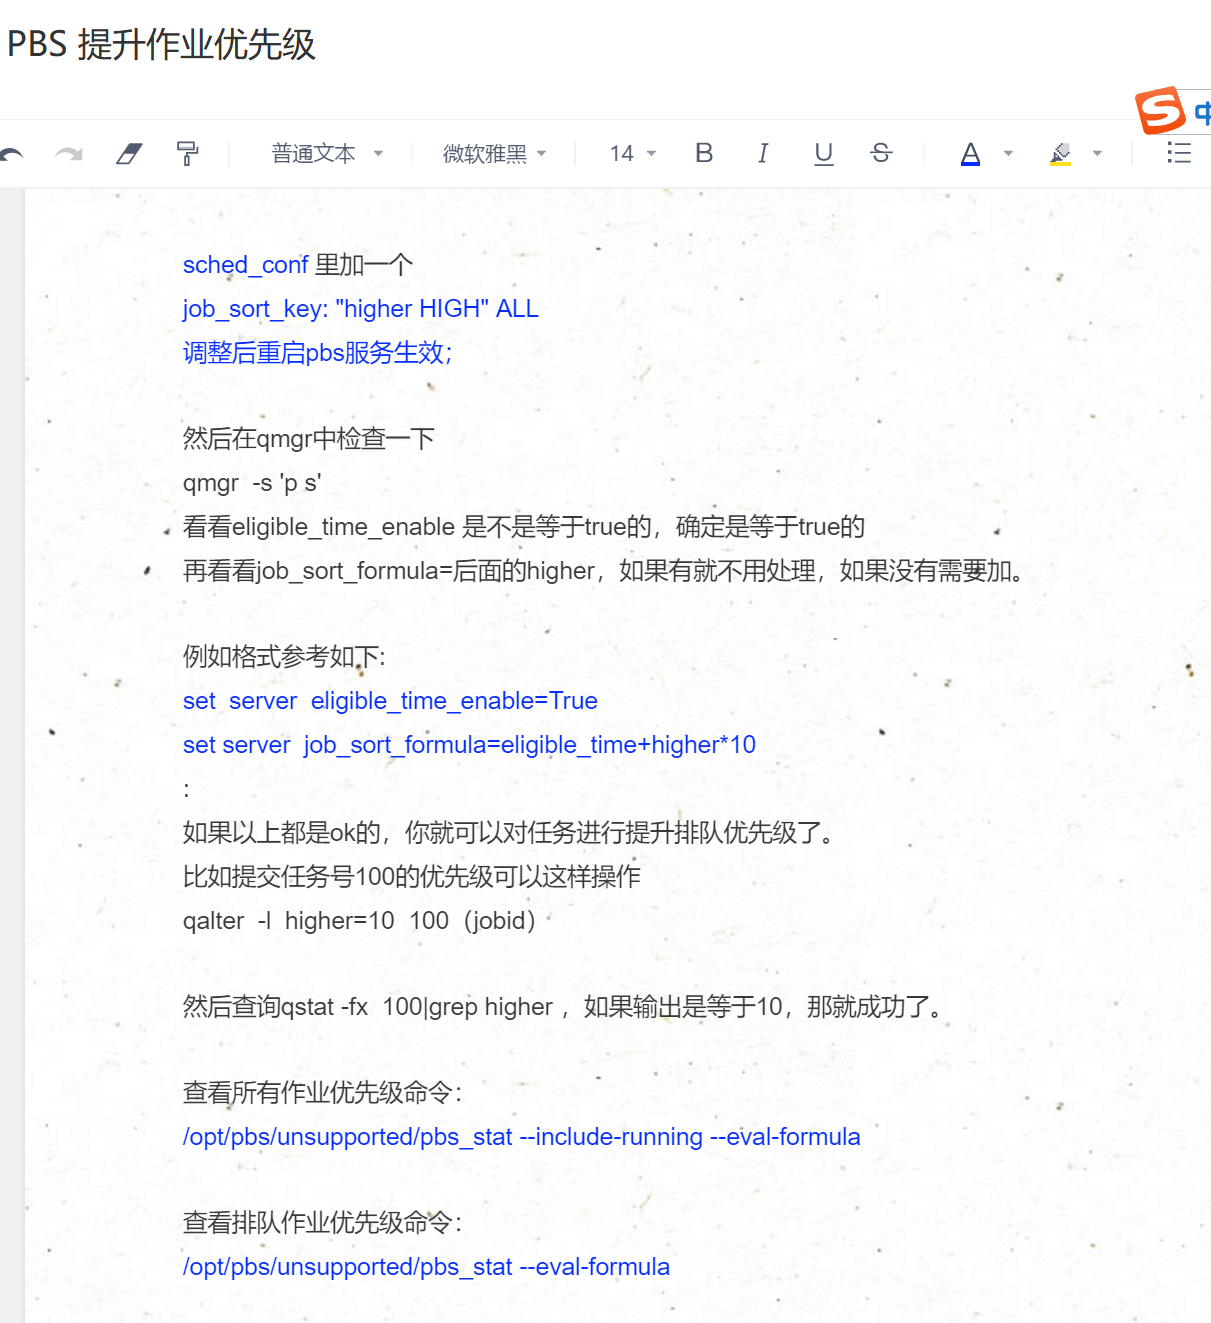 PBS 提升作业优先级
中
普通文本 微软雅黑 14 B I U S A
sched_conf 里加一个
job_sort_key: "higher HIGH" ALL
调整后重启pbs服务生效；
然后在qmgr中检查一下
qmgr  -s 'p s'
看看eligible_time_enable 是不是等于true的，确定是等于true的
再看看job_sort_formula=后面的higher，如果有就不用处理，如果没有需要加。
例如格式参考如下:
set  server  eligible_time_enable=True
set server  job_sort_formula=eligible_time+higher*10
:
如果以上都是ok的，你就可以对任务进行提升排队优先级了。
比如提交任务号100的优先级可以这样操作
qalter  -l  higher=10  100（jobid）
然后查询qstat -fx  100|grep higher ，如果输出是等于10，那就成功了。
查看所有作业优先级命令：
/opt/pbs/unsupported/pbs_stat --include-running --eval-formula
查看排队作业优先级命令：
/opt/pbs/unsupported/pbs_stat --eval-formula